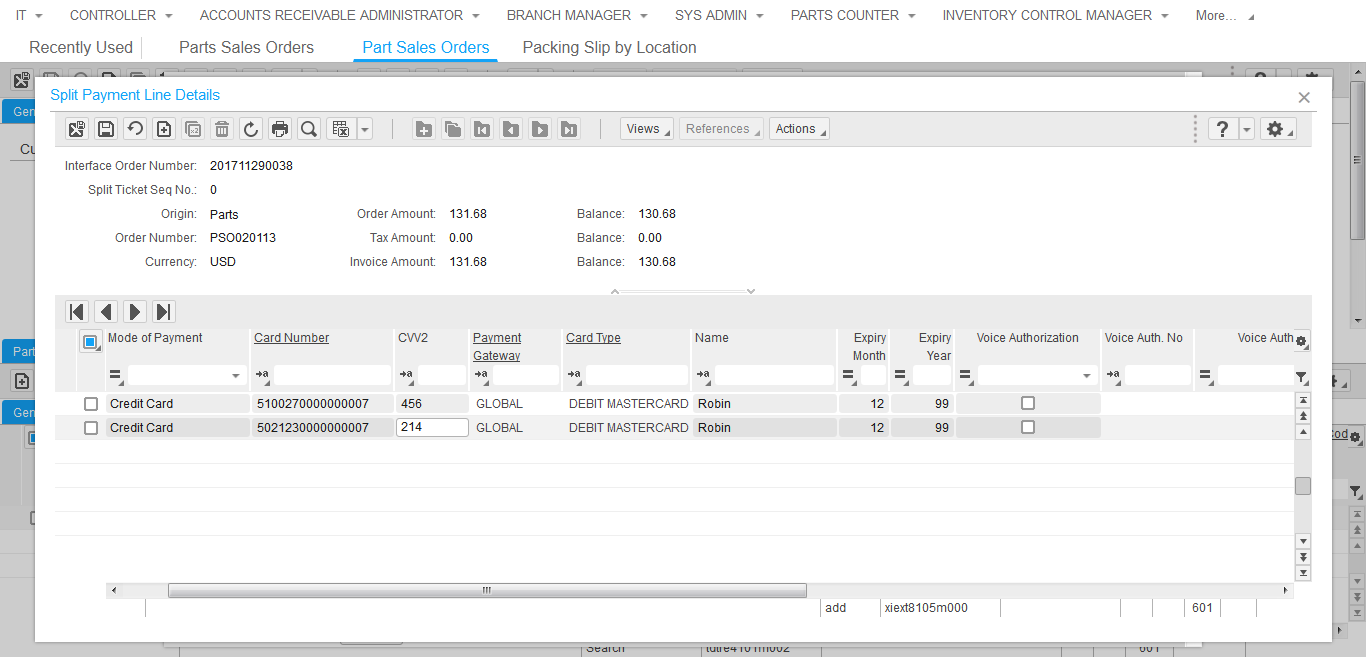 IT CONTROLLER ACCOUNTS RECEIVABLE ADMINISTRATOR BRANCH MANAGER SYS ADMIN PARTS COUNTER INVENTORY CONTROL MANAGER More...
Recently Used Parts Sales Orders Part Sales Orders Packing Slip by Location
Split Payment Line Details
Gen
Views References Actions ?
Cu
Interface Order Number: 201711290038
Split Ticket Seq No.: 0
Origin: Parts Order Amount: 131.68 Balance: 130.68
Order Number: PSO020113 Tax Amount: 0.00 Balance: 0.00
Currency: USD Invoice Amount: 131.68 Balance: 130.68
Part
Mode of Payment Card Number CVV2 Payment Gateway Card Type Name Expiry Month Expiry Year Voice Authorization Voice Auth. No Voice Auth
Gen
Credit Card 5100270000000007 456 GLOBAL DEBIT MASTERCARD Robin 12 99
Credit Card 5021230000000007 214 GLOBAL DEBIT MASTERCARD Robin 12 99
add xiext8105m000 601
Search tdire4101m002 601